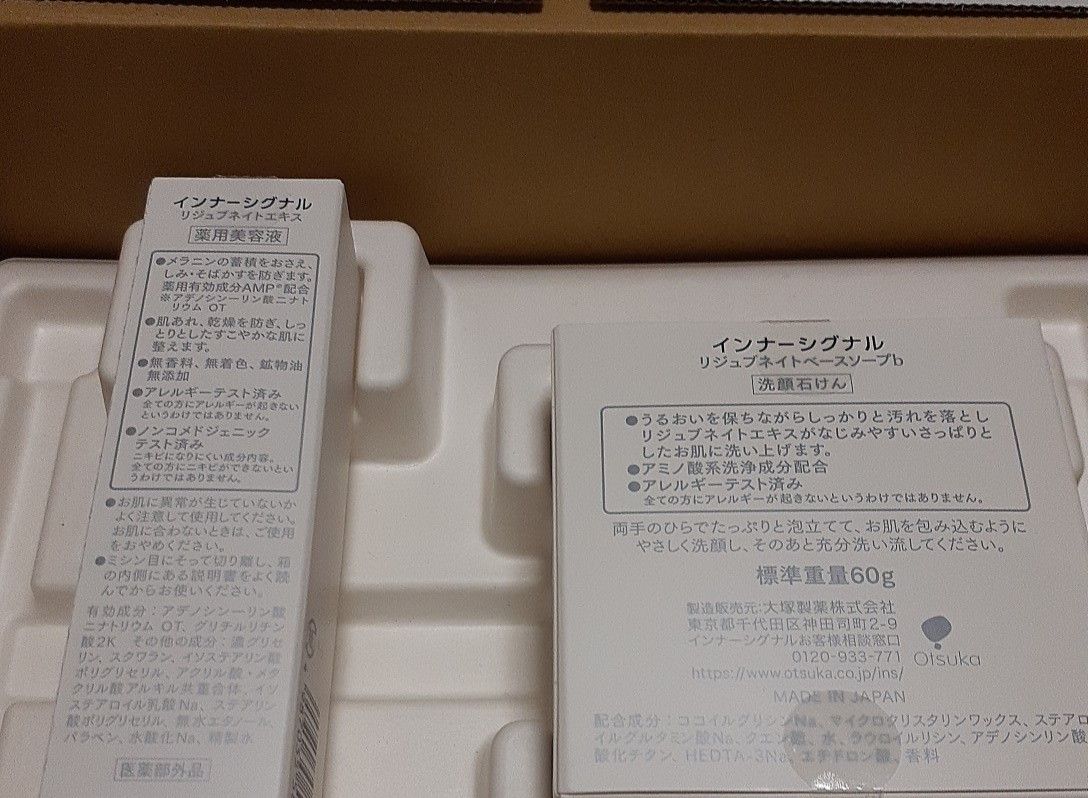 インナーシグナル
リジュブネイトエキス
薬用美容液
●メラニンの蓄積をおさえ、
しみ・そばかすを防ぎます。
薬用有効成分AMP※配合
※アデノシン一リン酸二ナト
リウム OT
●肌あれ、乾燥を防ぎ、しっ
とりとしたすこやかな肌に
整えます。
●無香料、無着色、鉱物油
無添加
●アレルギーテスト済み
全ての方にアレルギーが起きない
というわけではありません。
●ノンコメドジェニック
テスト済み
ニキビになりにくい成分内容。
全ての方にニキビができないとい
うわけではありません。
●お肌に異常が生じていないか
よく注意して使用してください。
お肌に合わないときは、ご使用
をおやめください。
●ミシン目にそって切り離し、箱
の内側にある説明書をよく読
んでからお使いください。
有効成分：アデノシン一リン酸
二ナトリウム OT、グリチルリチン
酸2K　その他の成分：濃グリセ
リン、スクワラン、イソステアリン酸
ポリグリセリル、アクリル酸・メタ
クリル酸アルキル共重合体、イソ
ステアロイル乳酸Na、ステアリン
酸ポリグリセリル、無水エタノール、
パラベン、水酸化Na、精製水
医薬部外品
インナーシグナル
リジュブネイトベースソープb
洗顔石けん
●うるおいを保ちながらしっかりと汚れを落とし
リジュブネイトエキスがなじみやすいさっぱりと
したお肌に洗い上げます。
●アミノ酸系洗浄成分配合
●アレルギーテスト済み
全ての方にアレルギーが起きないというわけではありません。
両手のひらでたっぷりと泡立てて、お肌を包み込むように
やさしく洗顔し、そのあと充分洗い流してください。
標準重量60g
製造販売元:大塚製薬株式会社
東京都千代田区神田司町2-9
インナーシグナルお客様相談窓口
0120-933-771
https://www.otsuka.co.jp/ins/
Otsuka
MADE IN JAPAN
配合成分：ココイルグリシンNa、マイクロクリスタリンワックス、ステアロ
イルグルタミン酸Na、クエン酸、水、ラウロイルリシン、アデノシンリン酸
酸化チタン、HEDTA-3Na、エチドロン酸、香料